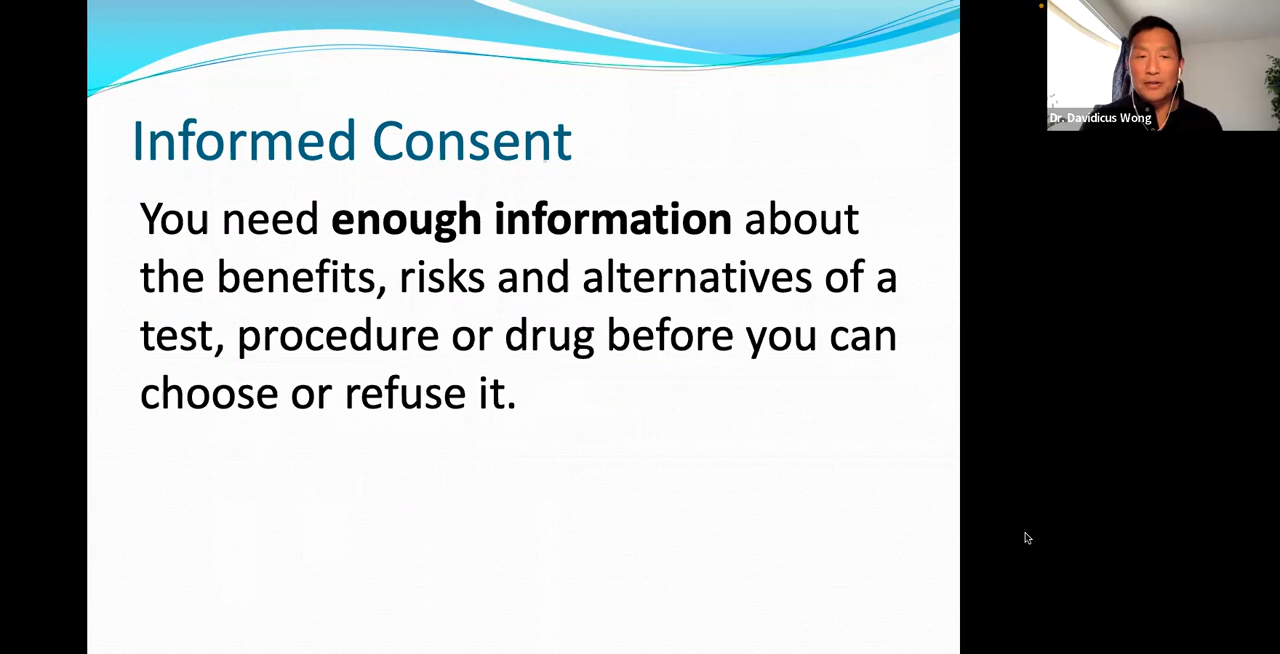 Informed Consent
You need enough information about
the benefits, risks and alternatives of a
test, procedure or drug before you can
choose or refuse it.
Dr. Davidicus Wong